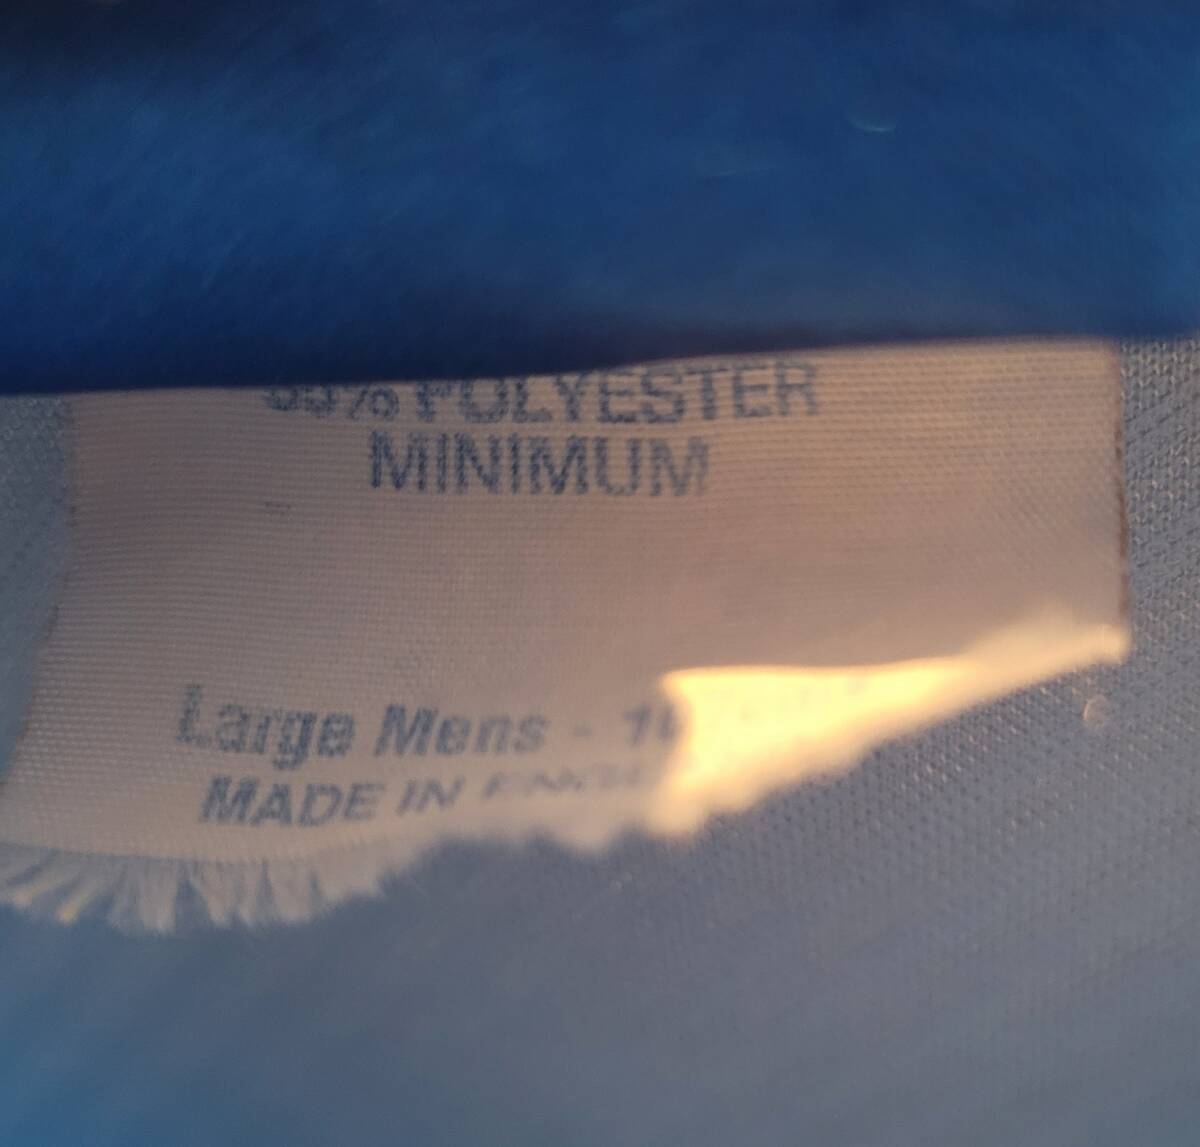 POLYESTER
MINIMUM
Large Mens -
MADE IN